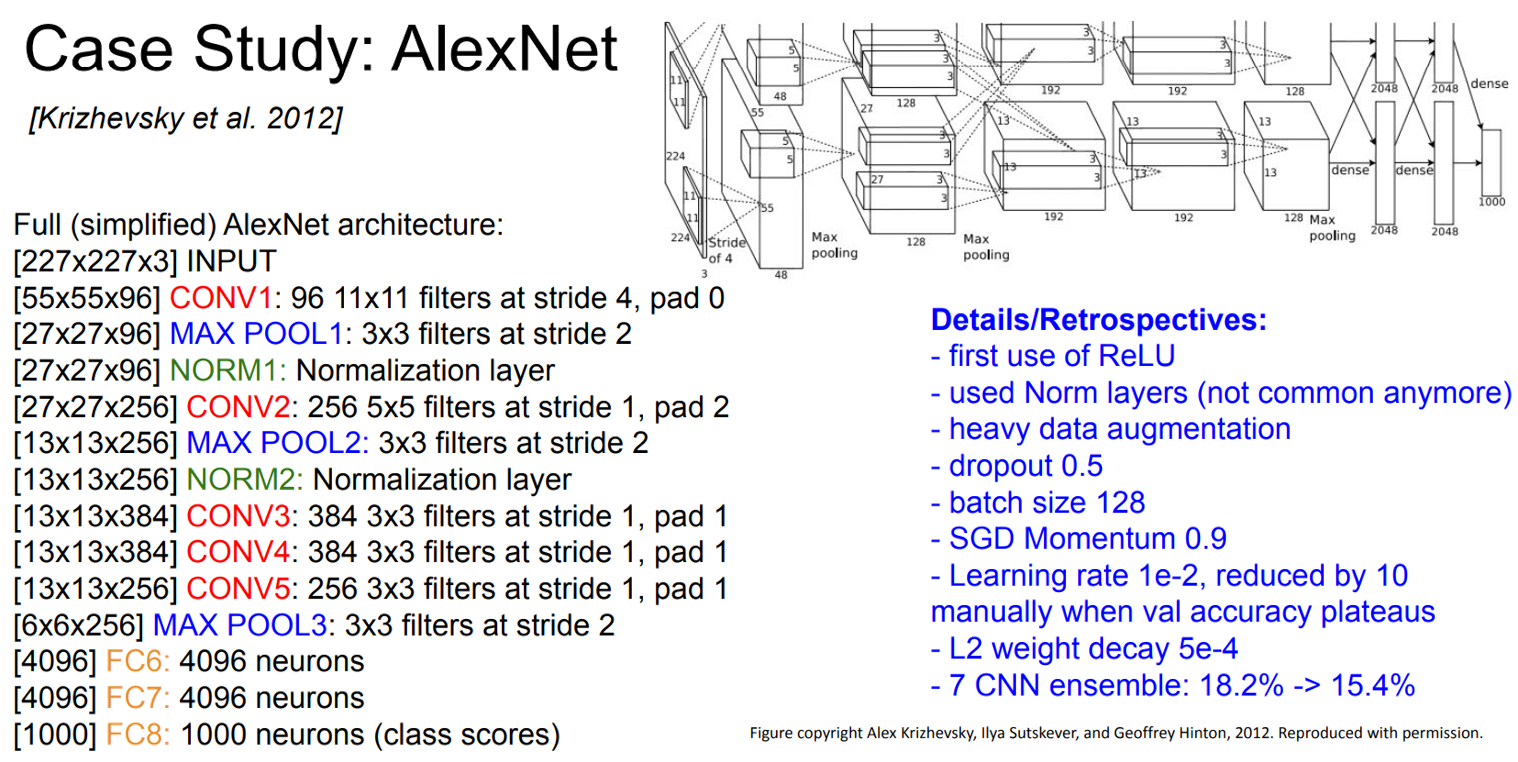 Case Study: AlexNet
[Krizhevsky et al. 2012]
Full (simplified) AlexNet architecture:
[227x227x3] INPUT
[55x55x96] CONV1: 96 11x11 filters at stride 4, pad 0
[27x27x96] MAX POOL1: 3x3 filters at stride 2
[27x27x96] NORM1: Normalization layer
[27x27x256] CONV2: 256 5x5 filters at stride 1, pad 2
[13x13x256] MAX POOL2: 3x3 filters at stride 2
[13x13x256] NORM2: Normalization layer
[13x13x384] CONV3: 384 3x3 filters at stride 1, pad 1
[13x13x384] CONV4: 384 3x3 filters at stride 1, pad 1
[13x13x256] CONV5: 256 3x3 filters at stride 1, pad 1
[6x6x256] MAX POOL3: 3x3 filters at stride 2
[4096] FC6: 4096 neurons
[4096] FC7: 4096 neurons
[1000] FC8: 1000 neurons (class scores)
11
11
224
11
11
224
3
Stride
of 4
5
5
48
55
5
5
55
48
Max
pooling
3
3
128
27
3
3
27
3
3
128
Max
pooling
3
3
192
13
3
3
13
192
3
192
13
3
3
13
192
128
13
13
128
Max
pooling
2048
2048
dense
dense
dense
2048
2048
1000
Details/Retrospectives:
- first use of ReLU
- used Norm layers (not common anymore)
- heavy data augmentation
- dropout 0.5
- batch size 128
- SGD Momentum 0.9
- Learning rate 1e-2, reduced by 10
manually when val accuracy plateaus
- L2 weight decay 5e-4
- 7 CNN ensemble: 18.2% -> 15.4%
Figure copyright Alex Krizhevsky, Ilya Sutskever, and Geoffrey Hinton, 2012. Reproduced with permission.